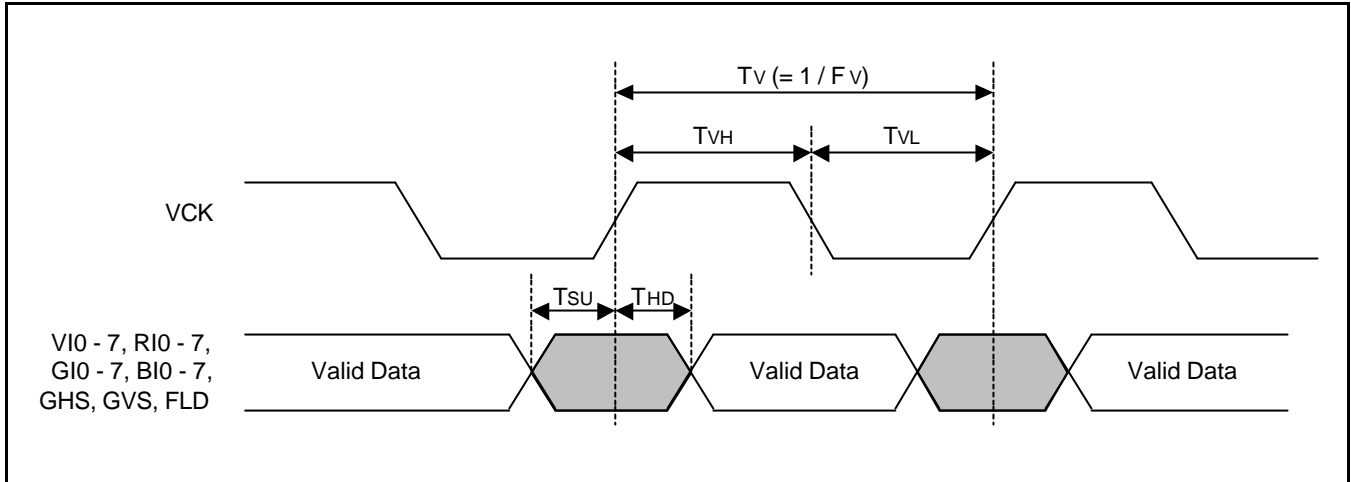 TV (= 1 / FV)
TVH TVL
VCK
TSU THD
VI0 - 7, RI0 - 7,
GI0 - 7, BI0 - 7,
GHS, GVS, FLD
Valid Data Valid Data Valid Data